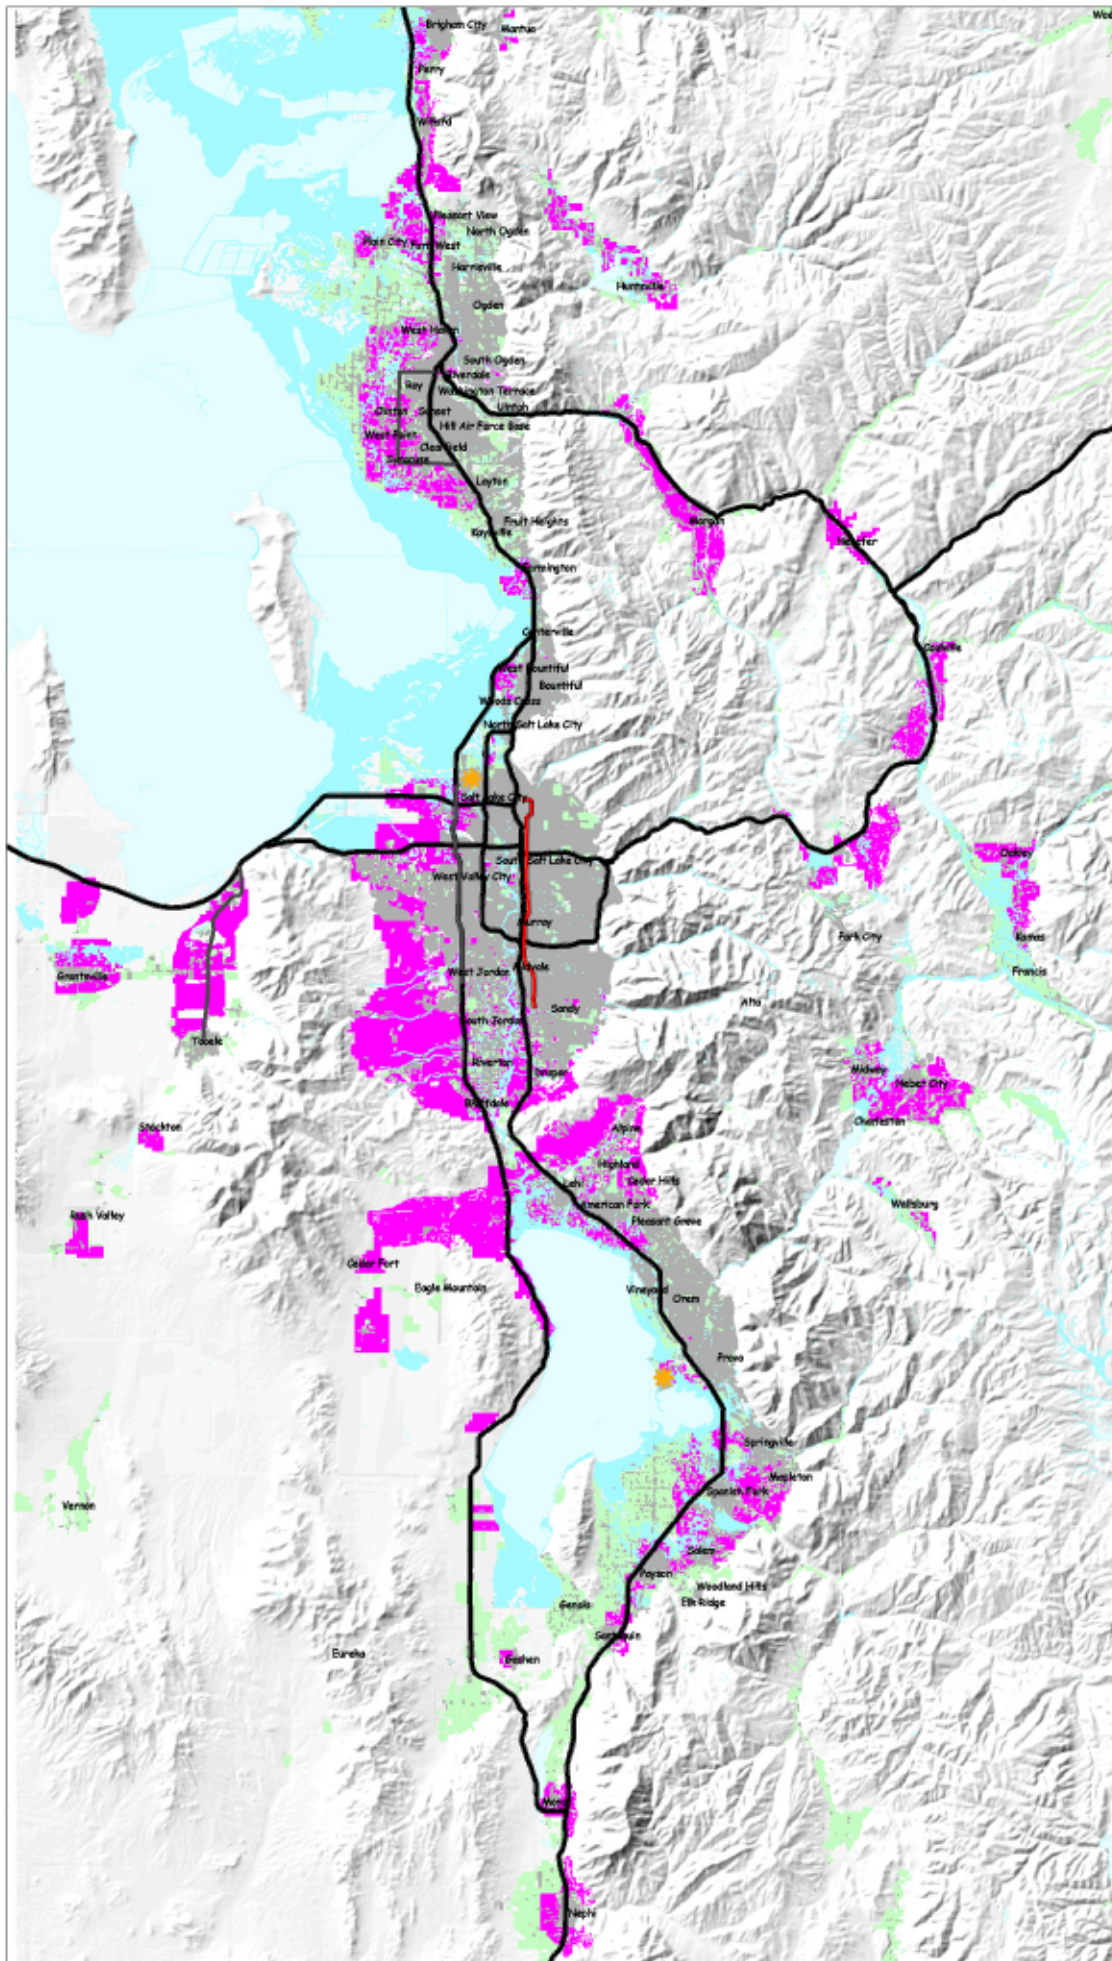 Brigham City
Mantua
Perry
Willard
Pleasant View
North Ogden
Plain City
Farr West
Harrisville
Huntsville
Ogden
West Haven
South Ogden
Riverdale
Roy
Washington Terrace
Uintah
Clinton
Sunset
Hill Air Force Base
West Point
Clearfield
Syracuse
Layton
Fruit Heights
Kaysville
Morgan
Henefer
Farmington
Centerville
Coalville
West Bountiful
Bountiful
Woods Cross
North Salt Lake City
Salt Lake City
South Salt Lake City
Oakley
West Valley City
Murray
Park City
Kamas
Grantsville
West Jordan
Midvale
Francis
Alta
Sandy
South Jordan
Tooele
Riverton
Draper
Midway
Heber City
Bluffdale
Charleston
Stockton
Alpine
Highland
Lehi
Cedar Hills
American Fork
Wallsburg
Rush Valley
Pleasant Grove
Cedar Fort
Eagle Mountain
Vineyard
Orem
Provo
Springville
Mapleton
Spanish Fork
Vernon
Salem
Payson
Woodland Hills
Elk Ridge
Genola
Santaquin
Eureka
Goshen
Nephi